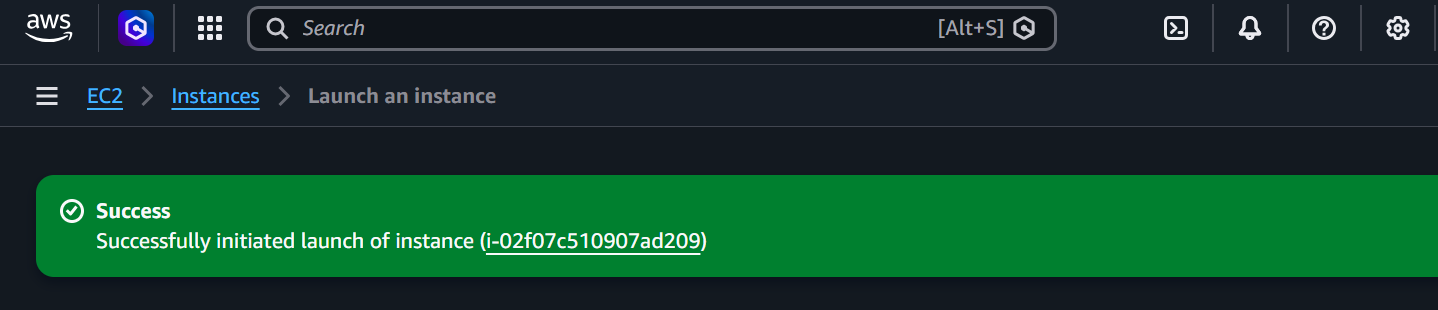 aws
Search [Alt+S]
EC2 Instances Launch an instance
Success
Successfully initiated launch of instance (i-02f07c510907ad209)